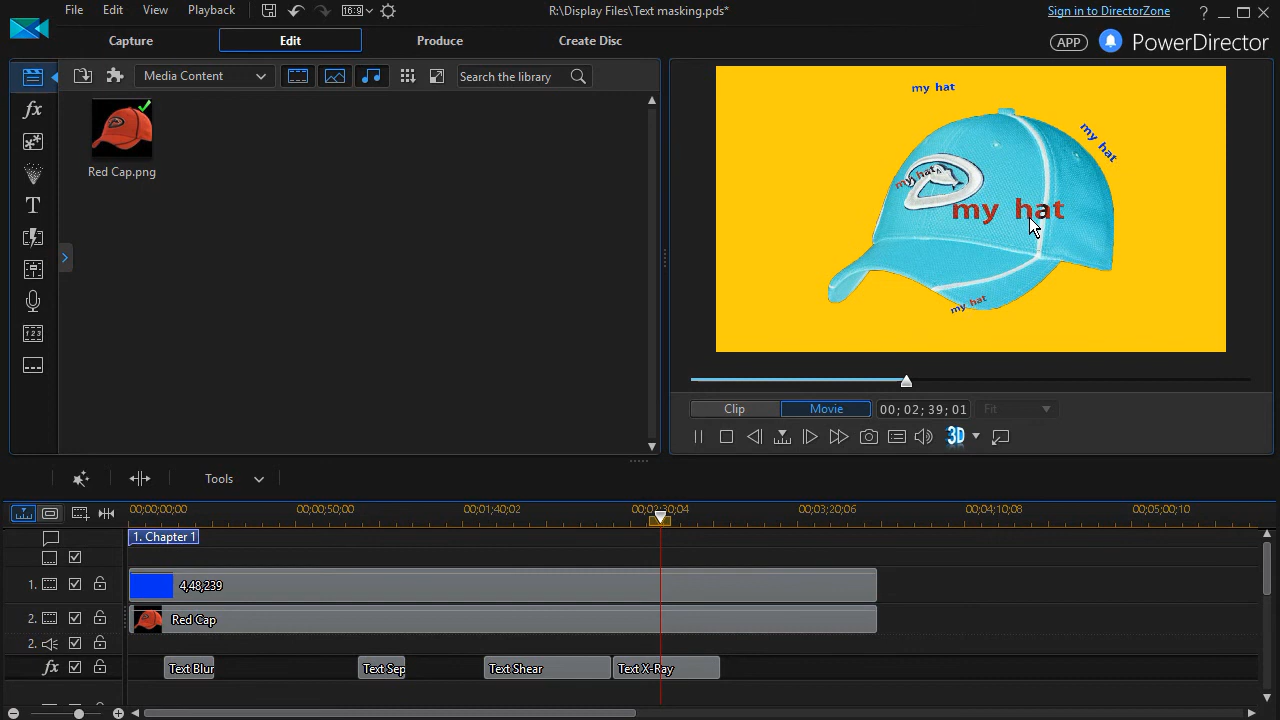 File Edit View Playback 16:9 R:\Display Files\Text masking.pds* Sign in to DirectorZone ?
Capture Edit Produce Create Disc APP PowerDirector
fx Media Content Search the library
Red Cap.png
T
my hat
my hat
my hat
my hat
my hat
Clip Movie 00; 02; 39; 01 Fit
3D
Tools
00;00;00;00 00;00;50;00 00;01;40;02 00;02;30;04 00;03;20;06 00;04;10;08 00;05;00;10
1. Chapter 1
1. 4,48,239
2. Red Cap
2.
fx Text Blur Text Sep Text Shear Text X-Ray